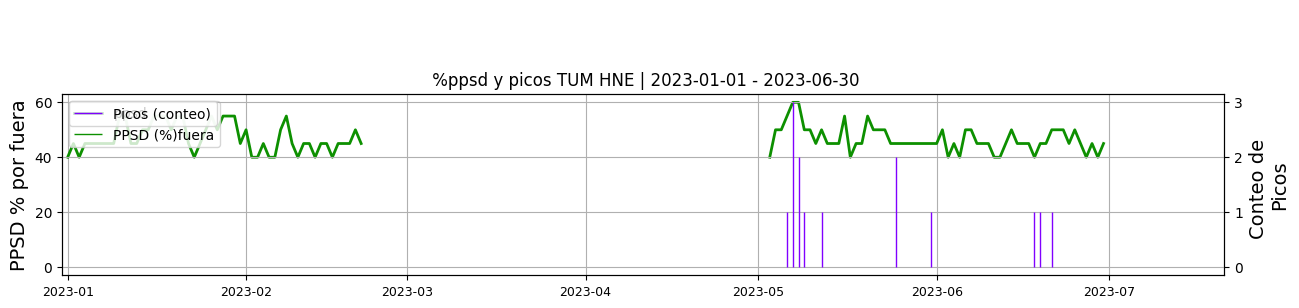 %ppsd y picos TUM HNE | 2023-01-01 - 2023-06-30
Picos (conteo)
PPSD (%)fuera
PPSD % por fuera
60
40
20
0
3
2
1
0
Conteo de
Picos
2023-01
2023-02
2023-03
2023-04
2023-05
2023-06
2023-07